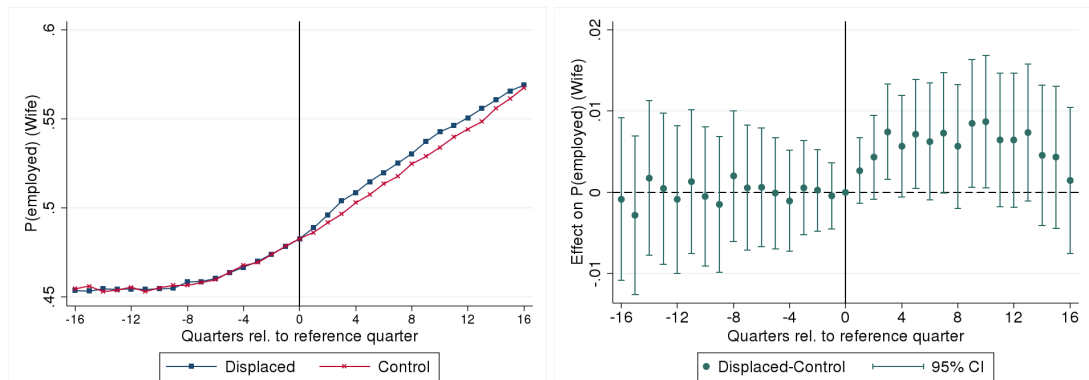 P(employed) (Wife)
.6
.55
.5
.45
-16 -12 -8 -4 0 4 8 12 16
Quarters rel. to reference quarter
Displaced Control
Effect on P(employed) (Wife)
.02
.01
0
-.01
-16 -12 -8 -4 0 4 8 12 16
Quarters rel. to reference quarter
Displaced-Control 95% CI